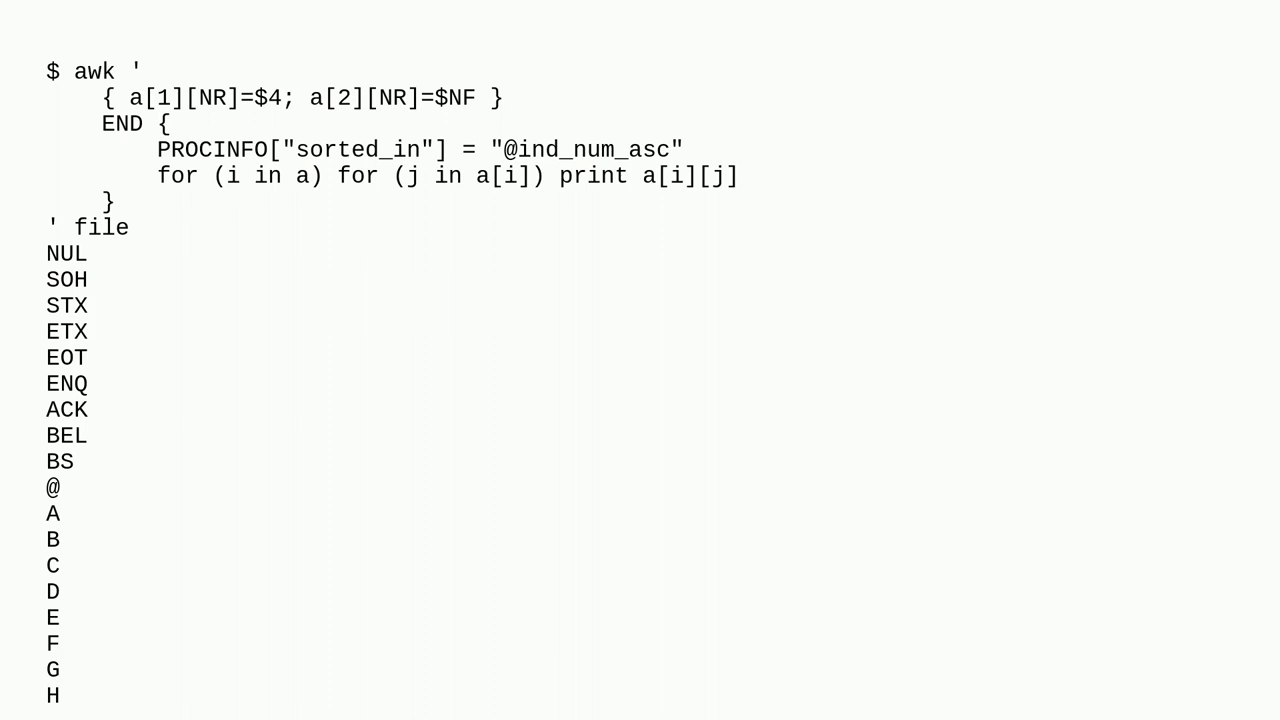 $ awk '
    { a[1][NR]=$4; a[2][NR]=$NF }
    END {
        PROCINFO["sorted_in"] = "@ind_num_asc"
        for (i in a) for (j in a[i]) print a[i][j]
    }
' file
NUL
SOH
STX
ETX
EOT
ENQ
ACK
BEL
BS
@
A
B
C
D
E
F
G
H